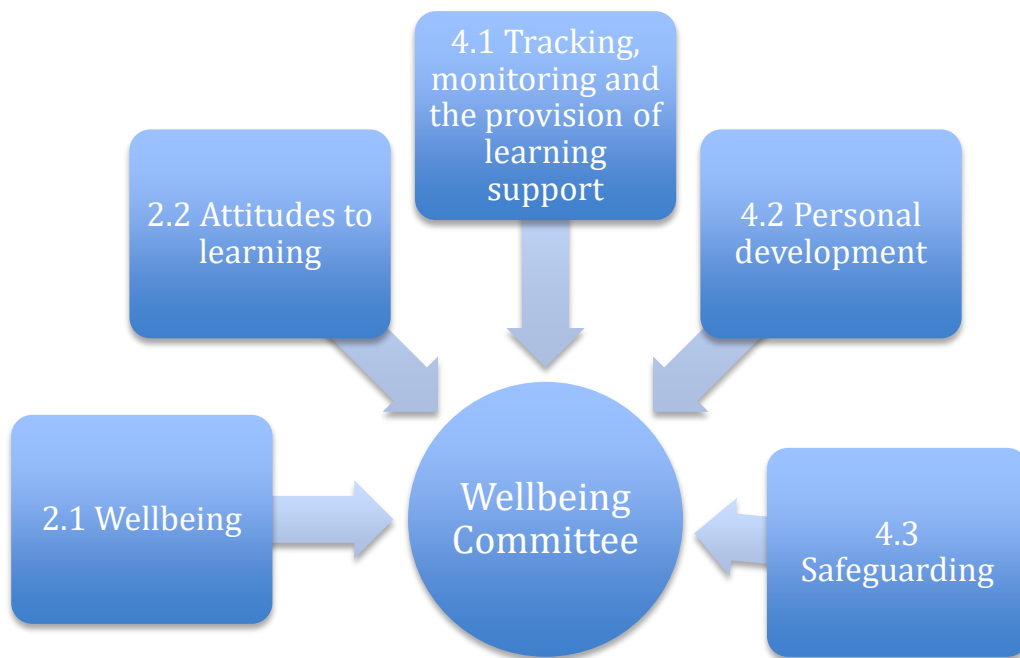 4.1 Tracking,
monitoring and
the provision of
learning
support
2.2 Attitudes to
learning
4.2 Personal
development
2.1 Wellbeing
Wellbeing
Committee
4.3
Safeguarding